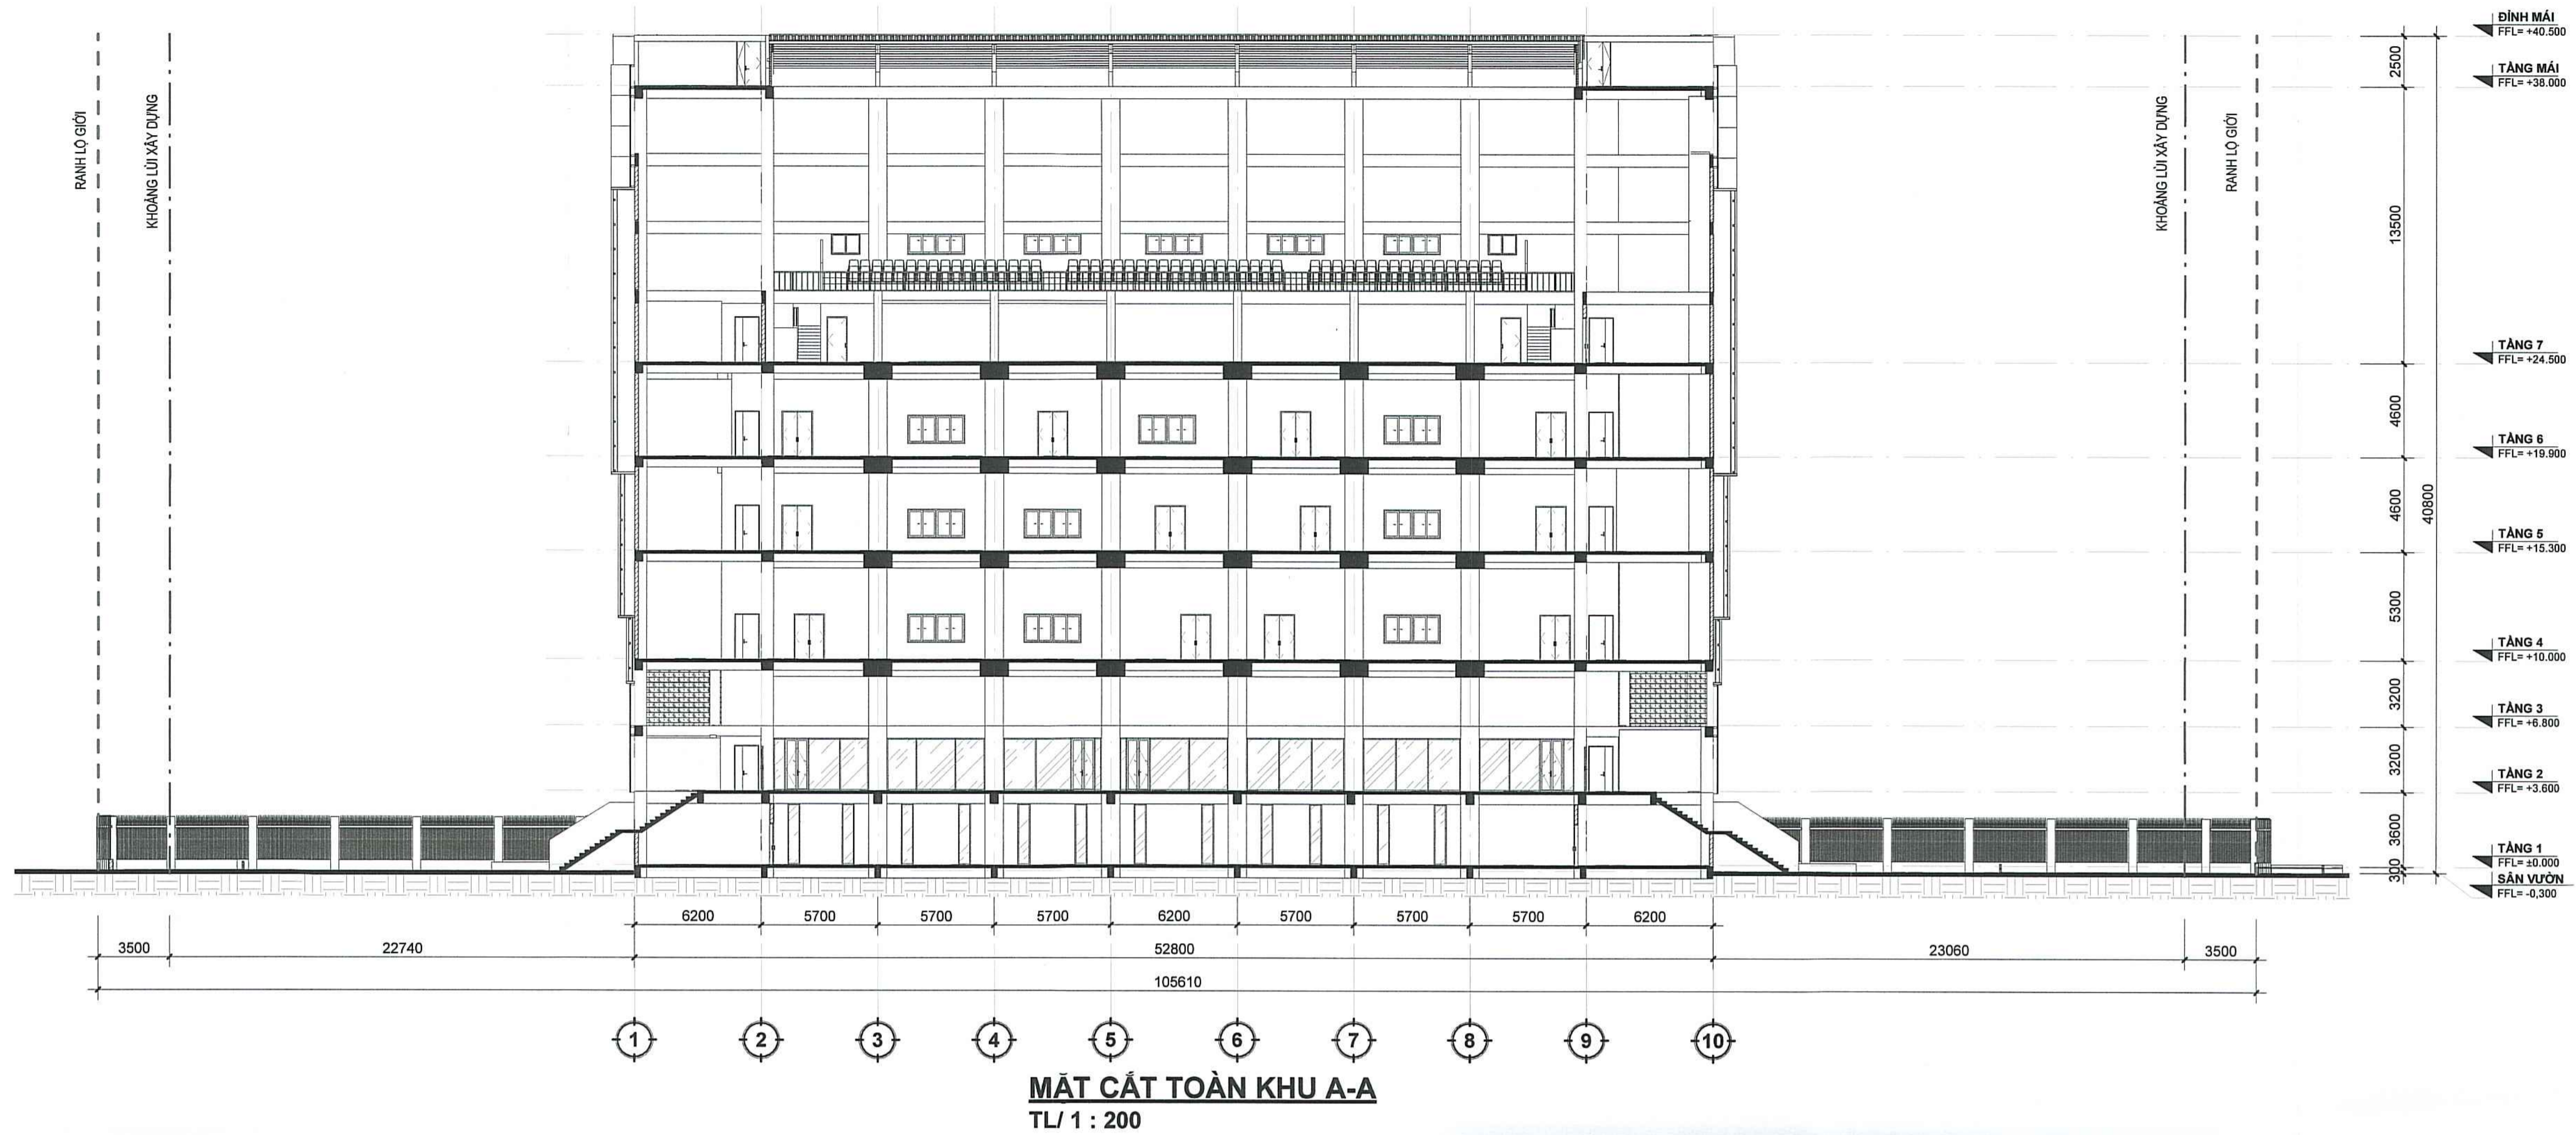 ĐỈNH MÁI
FFL= +40.500
TẦNG MÁI
FFL= +38.000
RANH LỘ GIỚI
KHOẢNG LÙI XÂY DỰNG
KHOẢNG LÙI XÂY DỰNG
RANH LỘ GIỚI
2500
13500
4600
4600
5300
3200
3200
3600
300
40800
TẦNG 7
FFL= +24.500
TẦNG 6
FFL= +19.900
TẦNG 5
FFL= +15.300
TẦNG 4
FFL= +10.000
TẦNG 3
FFL= +6.800
TẦNG 2
FFL= +3.600
TẦNG 1
FFL= ±0.000
SÂN VƯỜN
FFL= -0,300
6200 5700 5700 5700 6200 5700 5700 5700 6200
3500 22740 52800 23060 3500
105610
1 2 3 4 5 6 7 8 9 10
MẶT CẮT TOÀN KHU A-A
TL/ 1 : 200